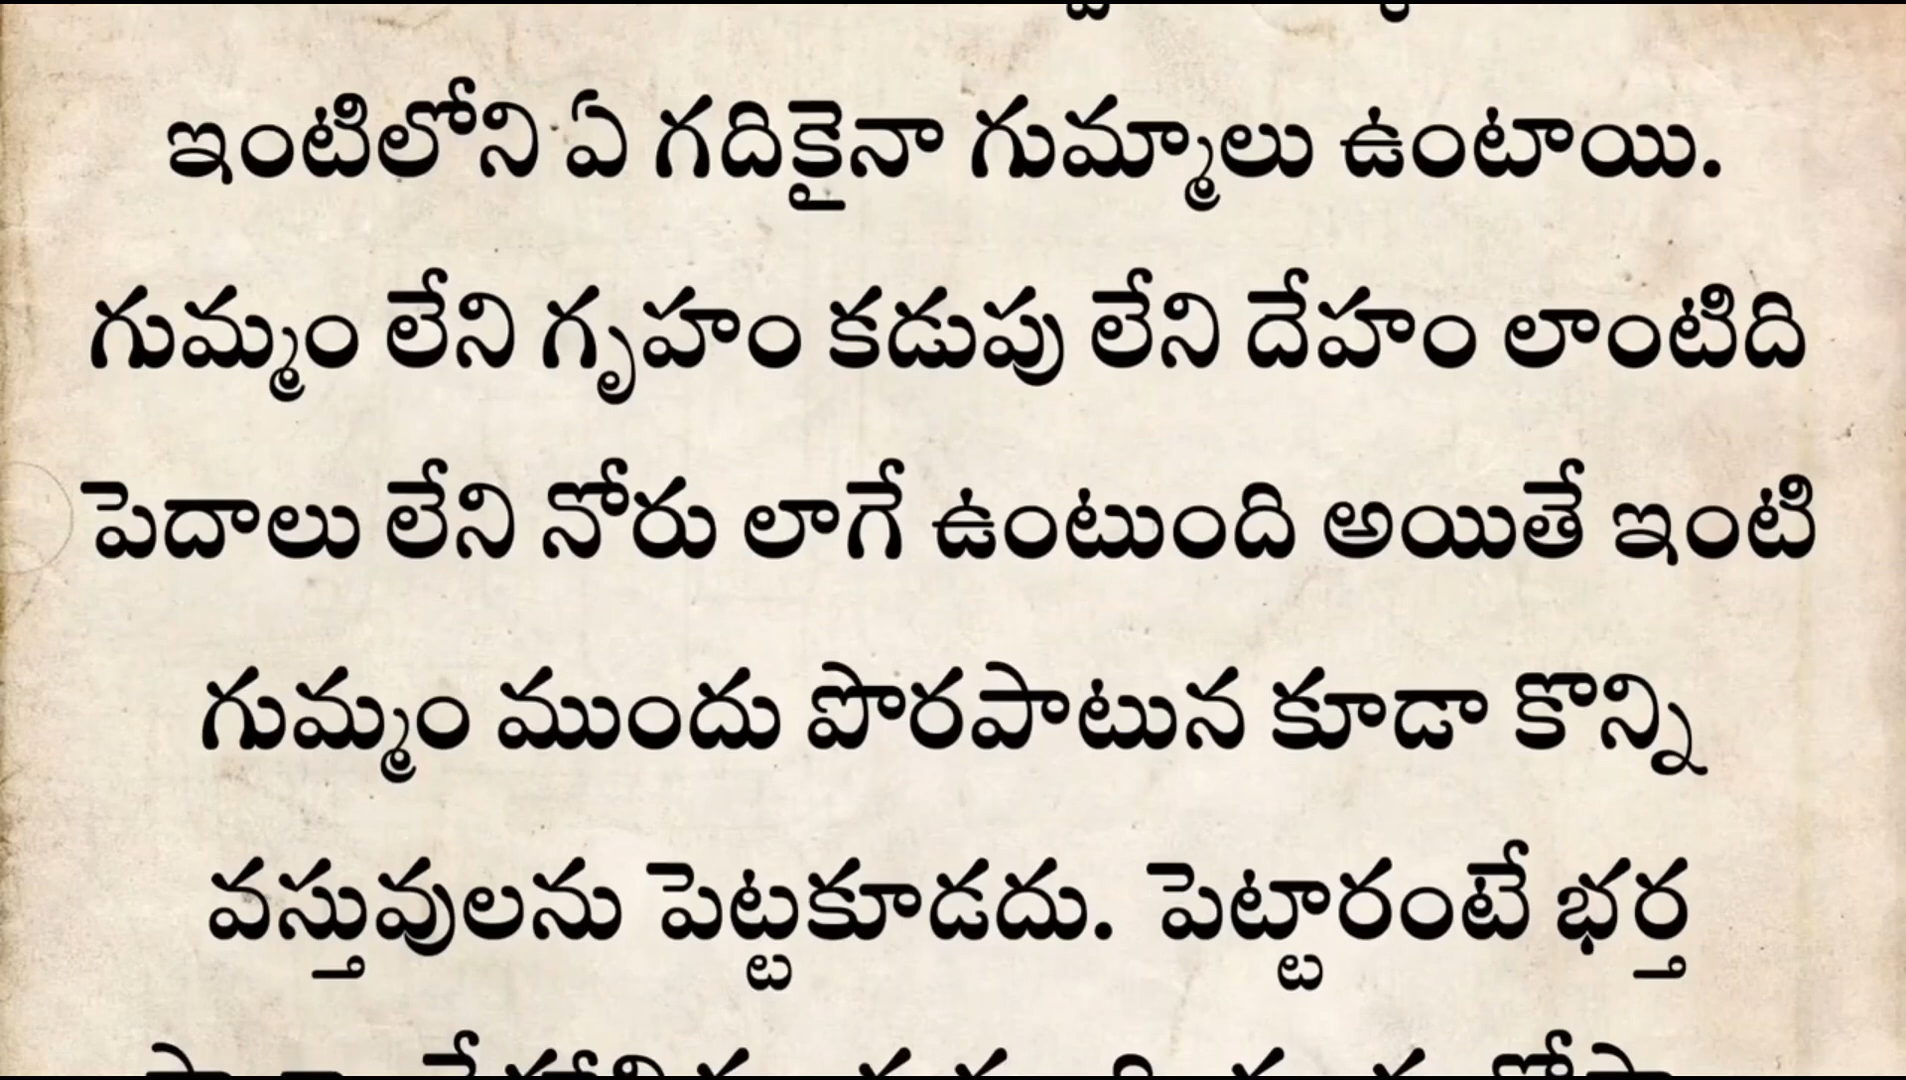 ఇంటిలోని ఏ గదికైనా గుమ్మాలు ఉంటాయి.
గుమ్మం లేని గృహం కడుపు లేని దేహం లాంటిది
పెదాలు లేని నోరు లాగే ఉంటుంది అయితే ఇంటి
గుమ్మం ముందు పొరపాటున కూడా కొన్ని
వస్తువులను పెట్టకూడదు. పెట్టారంటే భర్త